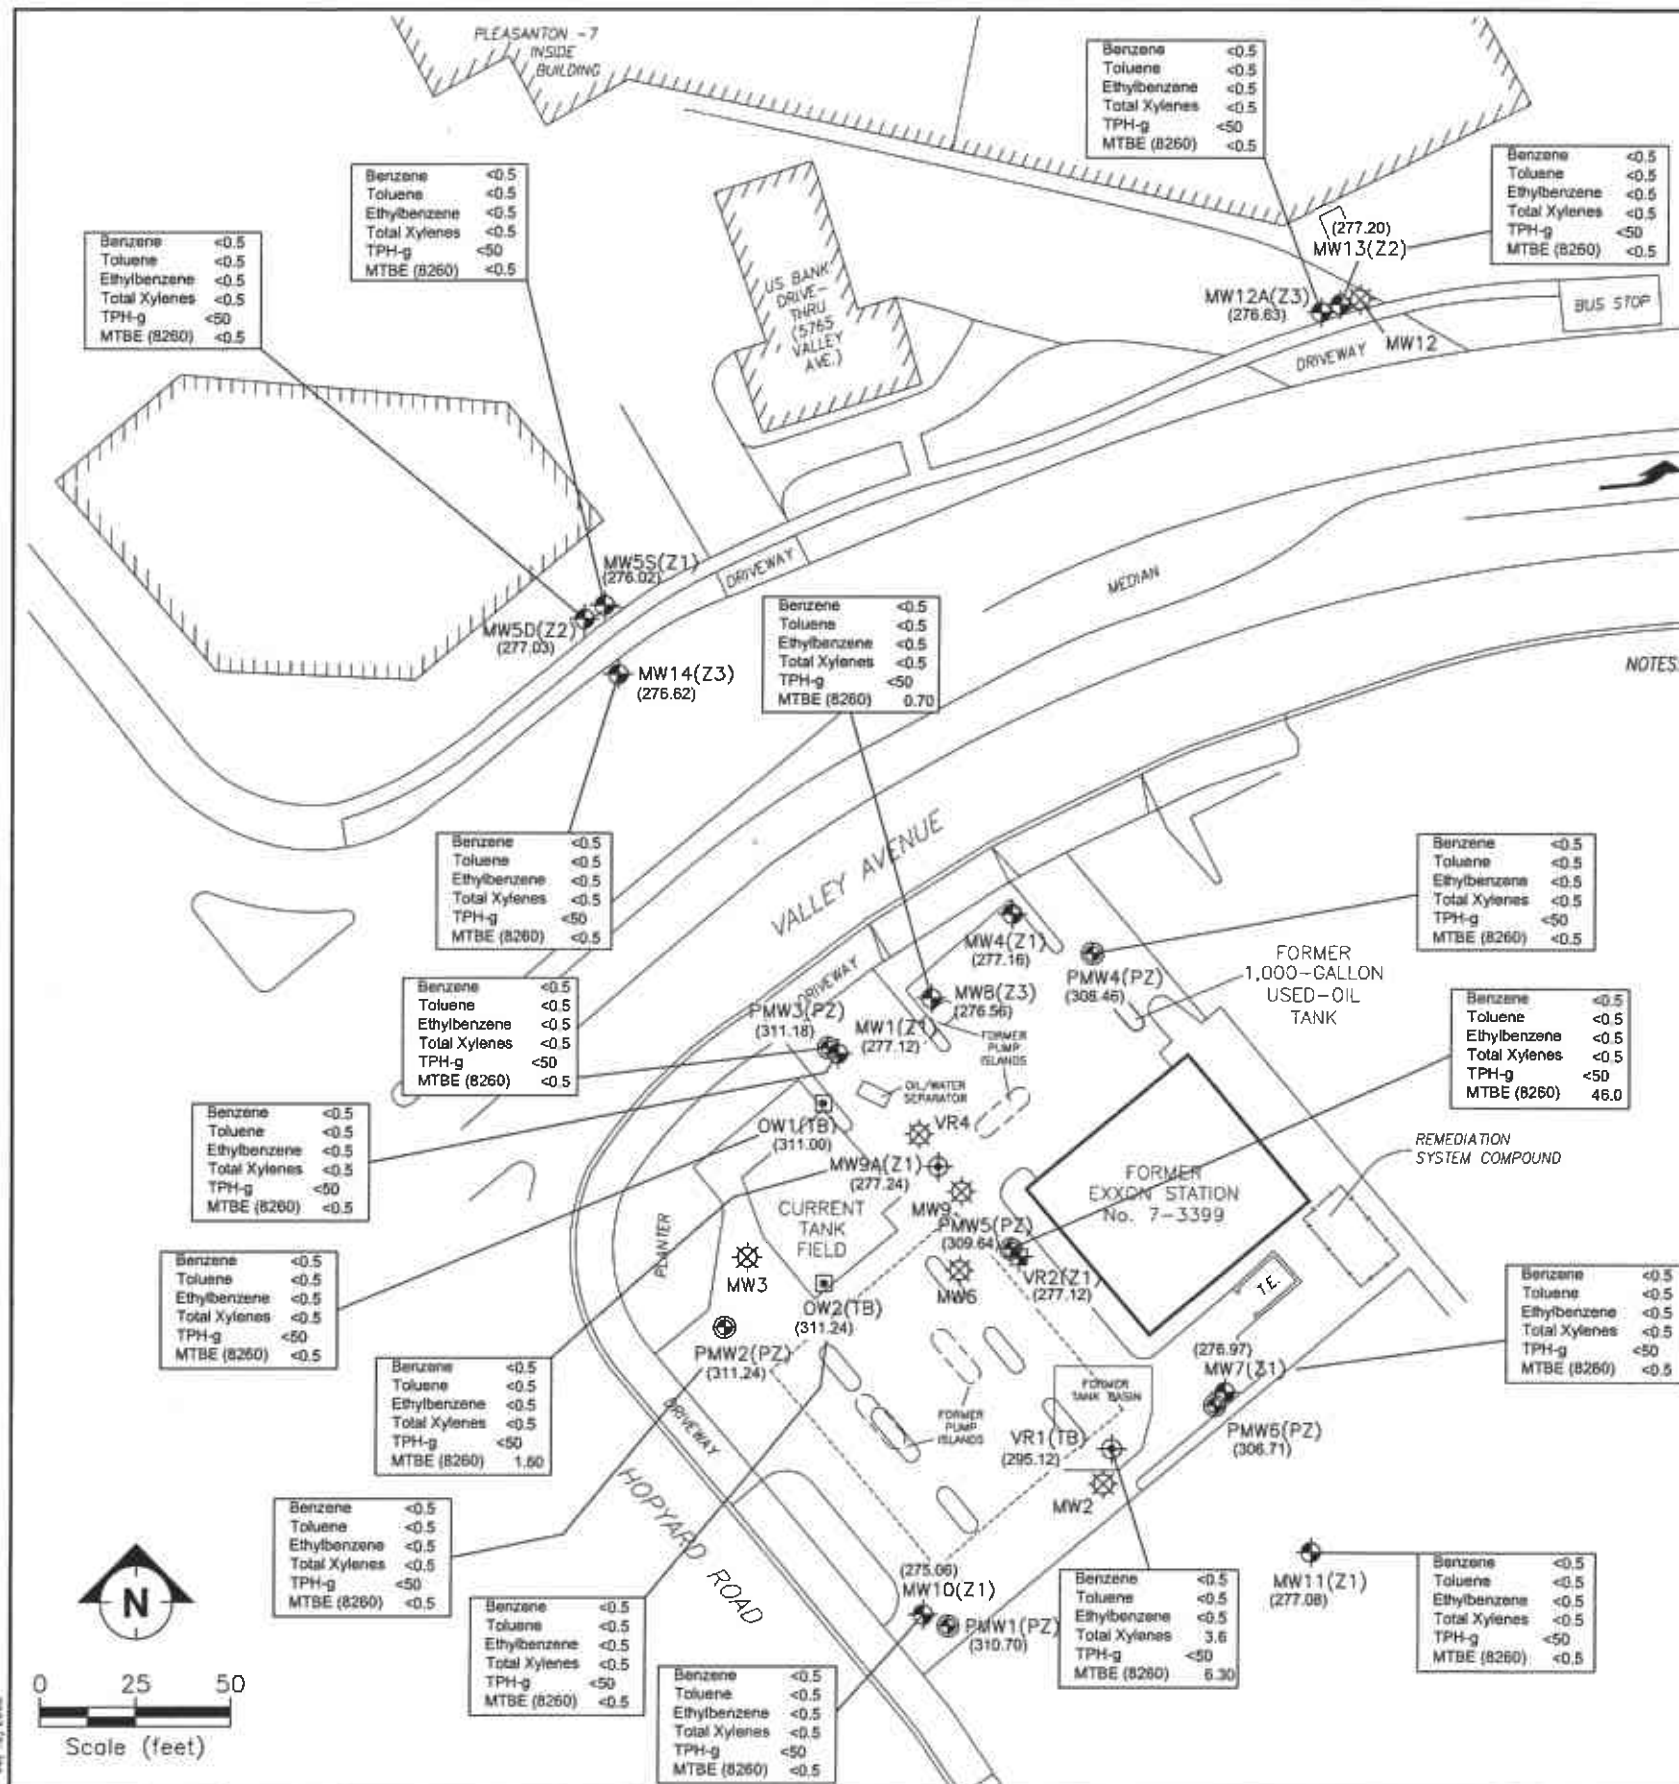 PLEASANTON -7
INSIDE
BUILDING
Benzene <0.5
Toluene <0.5
Ethylbenzene <0.5
Total Xylenes <0.5
TPH-g <50
MTBE (8260) <0.5
Benzene <0.5
Toluene <0.5
Ethylbenzene <0.5
Total Xylenes <0.5
TPH-g <50
MTBE (8260) <0.5
Benzene <0.5
Toluene <0.5
Ethylbenzene <0.5
Total Xylenes <0.5
TPH-g <50
MTBE (8260) <0.5
Benzene <0.5
Toluene <0.5
Ethylbenzene <0.5
Total Xylenes <0.5
TPH-g <50
MTBE (8260) <0.5
(277.20)
MW13(Z2)
MW12A(Z3)
(276.63)
MW12
BUS STOP
DRIVEWAY
US BANK
DRIVE-
THRU
(5765
VALLEY
AVE.)
MW5S(Z1)
(276.02)
DRIVEWAY
MEDIAN
MW5D(Z2)
(277.03)
MW14(Z3)
(276.62)
Benzene <0.5
Toluene <0.5
Ethylbenzene <0.5
Total Xylenes <0.5
TPH-g <50
MTBE (8260) 0.70
NOTES
Benzene <0.5
Toluene <0.5
Ethylbenzene <0.5
Total Xylenes <0.5
TPH-g <50
MTBE (8260) <0.5
VALLEY AVENUE
Benzene <0.5
Toluene <0.5
Ethylbenzene <0.5
Total Xylenes <0.5
TPH-g <50
MTBE (8260) <0.5
MW4(Z1)
(277.16)
PMW4(PZ)
(308.46)
FORMER
1,000-GALLON
USED-OIL
TANK
DRIVEWAY
MW8(Z3)
(276.56)
Benzene <0.5
Toluene <0.5
Ethylbenzene <0.5
Total Xylenes <0.5
TPH-g <50
MTBE (8260) <0.5
PMW3(PZ)
(311.18)
MW1(Z1)
(277.12)
FORMER
PUMP
ISLANDS
Benzene <0.5
Toluene <0.5
Ethylbenzene <0.5
Total Xylenes <0.5
TPH-g <50
MTBE (8260) 46.0
OIL/WATER
SEPARATOR
Benzene <0.5
Toluene <0.5
Ethylbenzene <0.5
Total Xylenes <0.5
TPH-g <50
MTBE (8260) <0.5
OW1(TB)
(311.00)
VR4
REMEDIATION
SYSTEM COMPOUND
MW9A(Z1)
(277.24)
FORMER
EXXON STATION
No. 7-3399
CURRENT
TANK
FIELD
MW9
PMW5(PZ)
(309.64)
PLANTER
MW3
MW6
VR2(Z1)
(277.12)
T.E.
Benzene <0.5
Toluene <0.5
Ethylbenzene <0.5
Total Xylenes <0.5
TPH-g <50
MTBE (8260) <0.5
OW2(TB)
(311.24)
Benzene <0.5
Toluene <0.5
Ethylbenzene <0.5
Total Xylenes <0.5
TPH-g <50
MTBE (8260) <0.5
PMW2(PZ)
(311.24)
(276.97)
MW7(Z1)
PMW6(PZ)
(306.71)
Benzene <0.5
Toluene <0.5
Ethylbenzene <0.5
Total Xylenes <0.5
TPH-g <50
MTBE (8260) 1.60
DRIVEWAY
FORMER
TANK BASIN
FORMER
PUMP
ISLANDS
VR1(TB)
(295.12)
MW2
HOPYARD ROAD
Benzene <0.5
Toluene <0.5
Ethylbenzene <0.5
Total Xylenes <0.5
TPH-g <50
MTBE (8260) <0.5
(275.06)
MW10(Z1)
PMW1(PZ)
(310.70)
Benzene <0.5
Toluene <0.5
Ethylbenzene <0.5
Total Xylenes 3.6
TPH-g <50
MTBE (8260) 6.30
MW11(Z1)
(277.08)
Benzene <0.5
Toluene <0.5
Ethylbenzene <0.5
Total Xylenes <0.5
TPH-g <50
MTBE (8260) <0.5
Benzene <0.5
Toluene <0.5
Ethylbenzene <0.5
Total Xylenes <0.5
TPH-g <50
MTBE (8260) <0.5
Benzene <0.5
Toluene <0.5
Ethylbenzene <0.5
Total Xylenes <0.5
TPH-g <50
MTBE (8260) <0.5
N
0 25 50
Scale (feet)